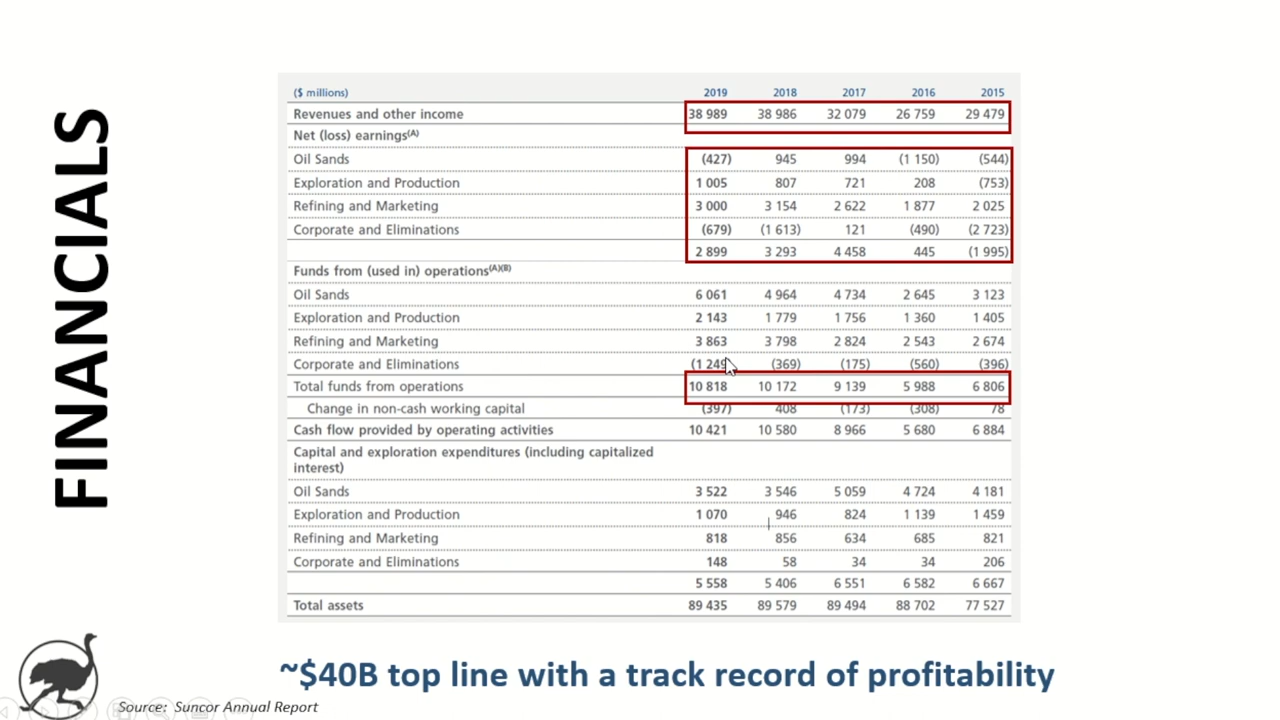 FINANCIALS
($ millions) 2019 2018 2017 2016 2015
Revenues and other income 38 989 38 986 32 079 26 759 29 479
Net (loss) earnings(A)
Oil Sands (427) 945 994 (1 150) (544)
Exploration and Production 1 005 807 721 208 (753)
Refining and Marketing 3 000 3 154 2 622 1 877 2 025
Corporate and Eliminations (679) (1 613) 121 (490) (2 723)
2 899 3 293 4 458 445 (1 995)
Funds from (used in) operations(A)(B)
Oil Sands 6 061 4 964 4 734 2 645 3 123
Exploration and Production 2 143 1 779 1 756 1 360 1 405
Refining and Marketing 3 863 3 798 2 824 2 543 2 674
Corporate and Eliminations (1 249) (369) (175) (560) (396)
Total funds from operations 10 818 10 172 9 139 5 988 6 806
Change in non-cash working capital (397) 408 (173) (308) 78
Cash flow provided by operating activities 10 421 10 580 8 966 5 680 6 884
Capital and exploration expenditures (including capitalized
interest)
Oil Sands 3 522 3 546 5 059 4 724 4 181
Exploration and Production 1 070 946 824 1 139 1 459
Refining and Marketing 818 856 634 685 821
Corporate and Eliminations 148 58 34 34 206
5 558 5 406 6 551 6 582 6 667
Total assets 89 435 89 579 89 494 88 702 77 527
~$40B top line with a track record of profitability
Source: Suncor Annual Report